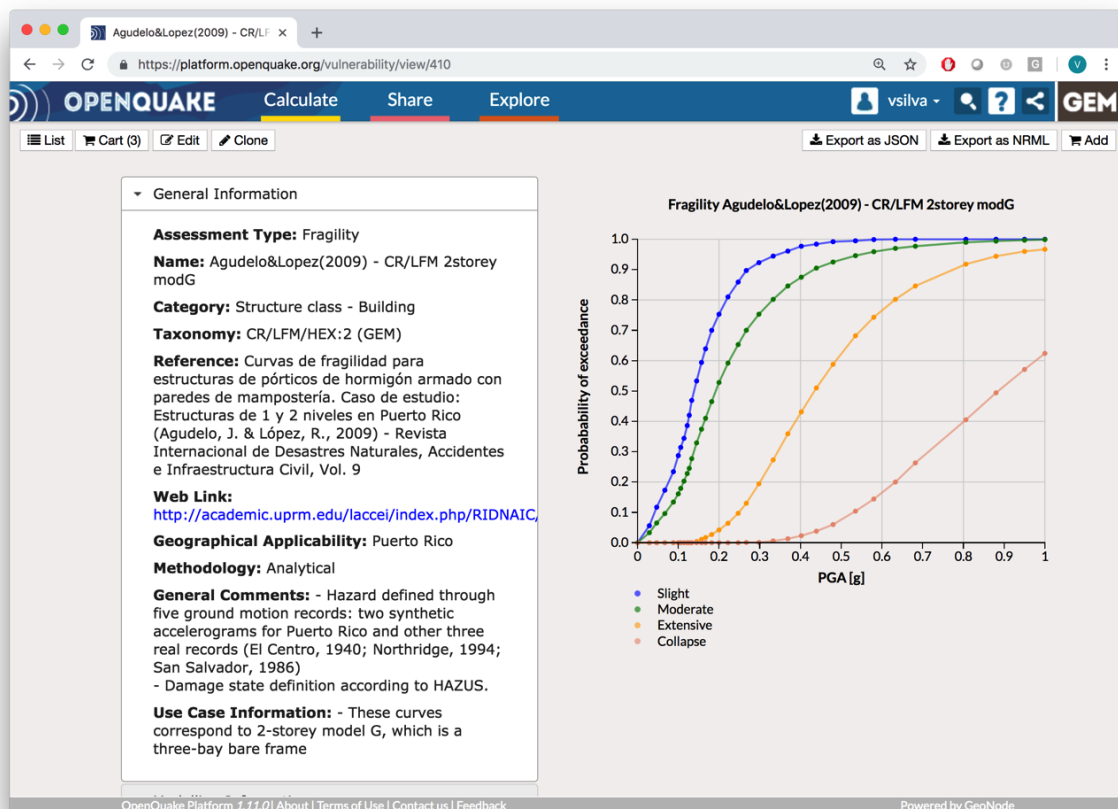 Agudelo&Lopez(2009) - CR/LF
https://platform.openquake.org/vulnerability/view/410
OPENQUAKE Calculate Share Explore vsilva GEM
List Cart (3) Edit Clone Export as JSON Export as NRML Add
General Information
Assessment Type: Fragility
Name: Agudelo&Lopez(2009) - CR/LFM 2storey
modG
Category: Structure class - Building
Taxonomy: CR/LFM/HEX:2 (GEM)
Reference: Curvas de fragilidad para
estructuras de pórticos de hormigón armado con
paredes de mampostería. Caso de estudio:
Estructuras de 1 y 2 niveles en Puerto Rico
(Agudelo, J. & López, R., 2009) - Revista
Internacional de Desastres Naturales, Accidentes
e Infraestructura Civil, Vol. 9
Web Link:
http://academic.uprm.edu/laccei/index.php/RIDNAIC/
Geographical Applicability: Puerto Rico
Methodology: Analytical
General Comments: - Hazard defined through
five ground motion records: two synthetic
accelerograms for Puerto Rico and other three
real records (El Centro, 1940; Northridge, 1994;
San Salvador, 1986)
- Damage state definition according to HAZUS.
Use Case Information: - These curves
correspond to 2-storey model G, which is a
three-bay bare frame
Fragility Agudelo&Lopez(2009) - CR/LFM 2storey modG
Probabability of exceedance
1.0
0.9
0.8
0.7
0.6
0.5
0.4
0.3
0.2
0.1
0.0
0 0.1 0.2 0.3 0.4 0.5 0.6 0.7 0.8 0.9 1
PGA [g]
Slight
Moderate
Extensive
Collapse
OpenQuake Platform 1.11.0 | About | Terms of Use | Contact us | Feedback
Powered by GeoNode